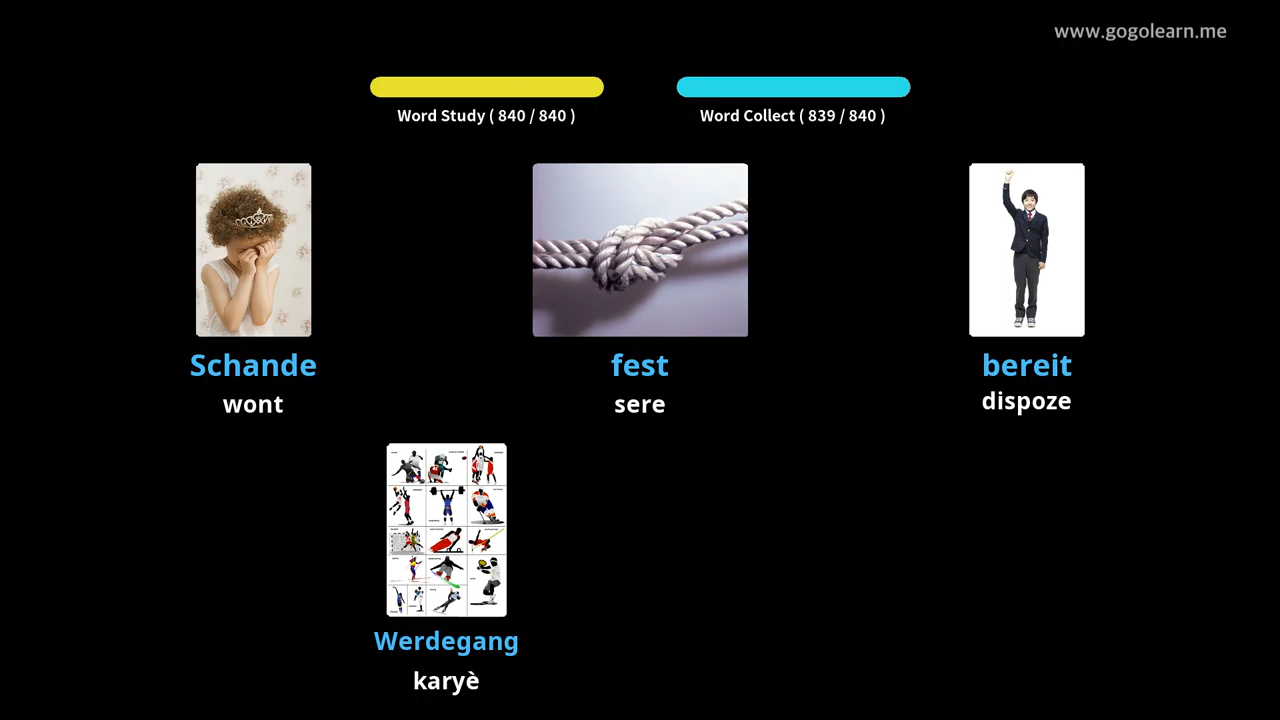 www.gogolearn.me
Word Study ( 840 / 840 )
Word Collect ( 839 / 840 )
Schande
wont
fest
sere
bereit
dispoze
Werdegang
karyè